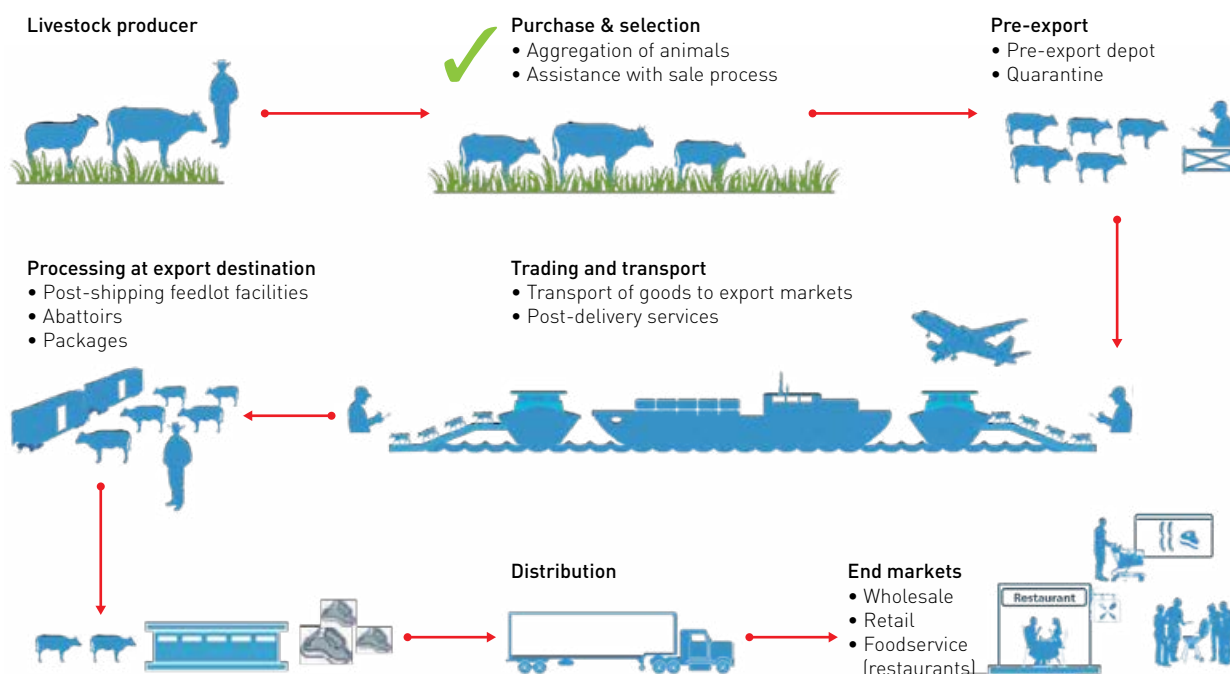 Livestock producer
Purchase & selection
• Aggregation of animals
• Assistance with sale process
Pre-export
• Pre-export depot
• Quarantine
Processing at export destination
• Post-shipping feedlot facilities
• Abattoirs
• Packages
Trading and transport
• Transport of goods to export markets
• Post-delivery services
Distribution
End markets
• Wholesale
• Retail
• Foodservice
(restaurants)
Restaurant